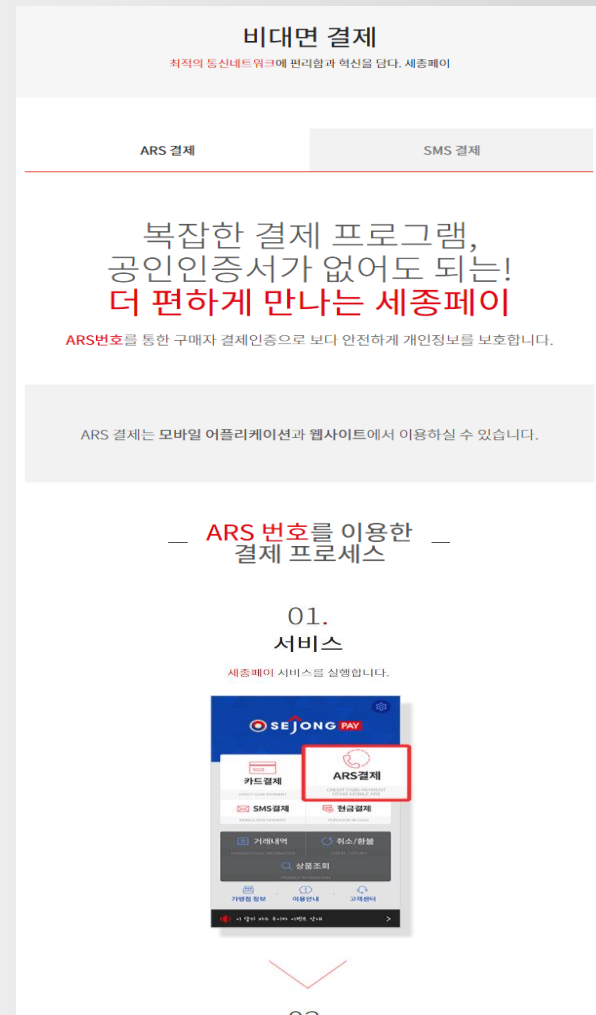 비대면 결제
최적의 통신네트워크에 편리함과 혁신을 담다. 세종페이
ARS 결제
SMS 결제
복잡한 결제 프로그램,
공인인증서가 없어도 되는!
더 편하게 만나는 세종페이
ARS번호를 통한 구매자 결제인증으로 보다 안전하게 개인정보를 보호합니다.
ARS 결제는 모바일 어플리케이션과 웹사이트에서 이용하실 수 있습니다.
ARS 번호를 이용한
결제 프로세스
01.
서비스
세종페이 서비스를 실행합니다.
SEJONG PAY
카드결제
CREDIT CARD PAYMENT
ARS결제
CREDIT CARD PAYMENT
USING MOBILE ARS
SMS결제
현금결제
거래내역
취소/환불
상품조회
가맹점 정보
이용안내
고객센터